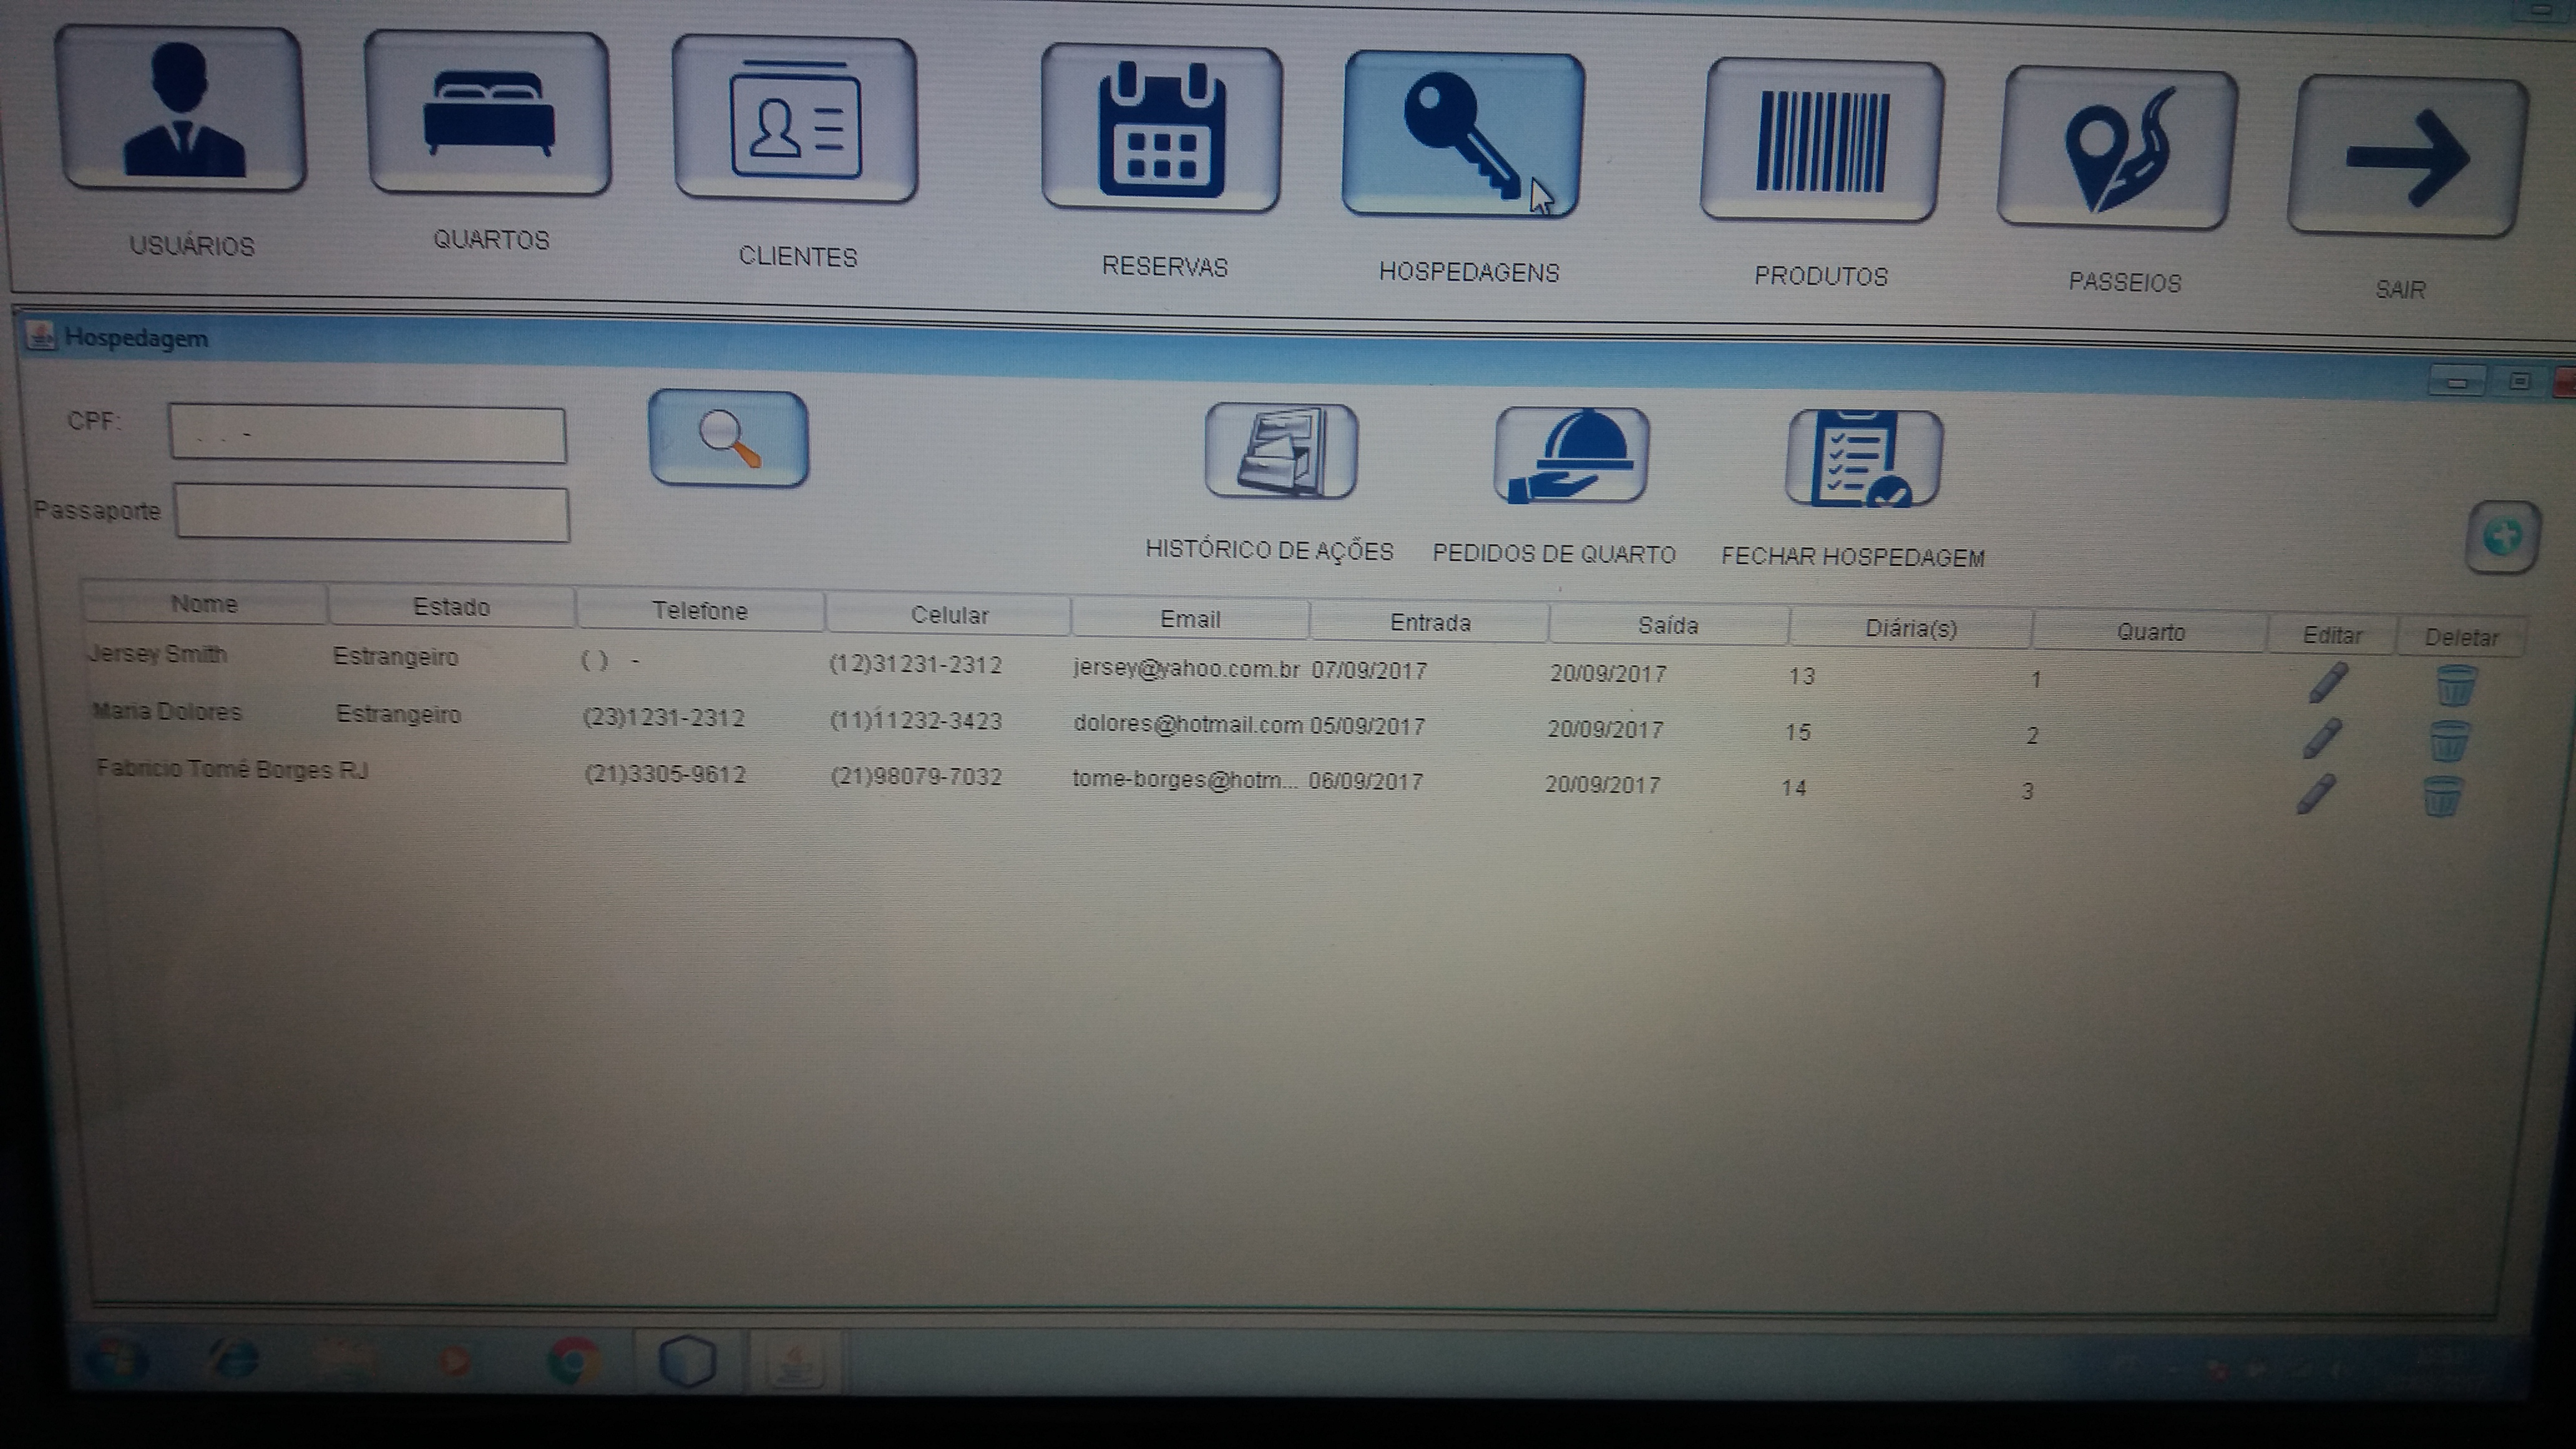 USUÁRIOS QUARTOS CLIENTES RESERVAS HOSPEDAGENS PRODUTOS PASSEIOS SAIR
Hospedagem
CPF: . . -
Passaporte
HISTÓRICO DE AÇÕES PEDIDOS DE QUARTO FECHAR HOSPEDAGEM
Nome Estado Telefone Celular Email Entrada Saída Diária(s) Quarto Editar Deletar
Jersey Smith Estrangeiro ( ) - (12)31231-2312 jersey@yahoo.com.br 07/09/2017 20/09/2017 13 1
Maria Dolores Estrangeiro (23)1231-2312 (11)11232-3423 dolores@hotmail.com 05/09/2017 20/09/2017 15 2
Fabricio Tomé Borges RJ (21)3305-9612 (21)98079-7032 tome-borges@hotm... 06/09/2017 20/09/2017 14 3